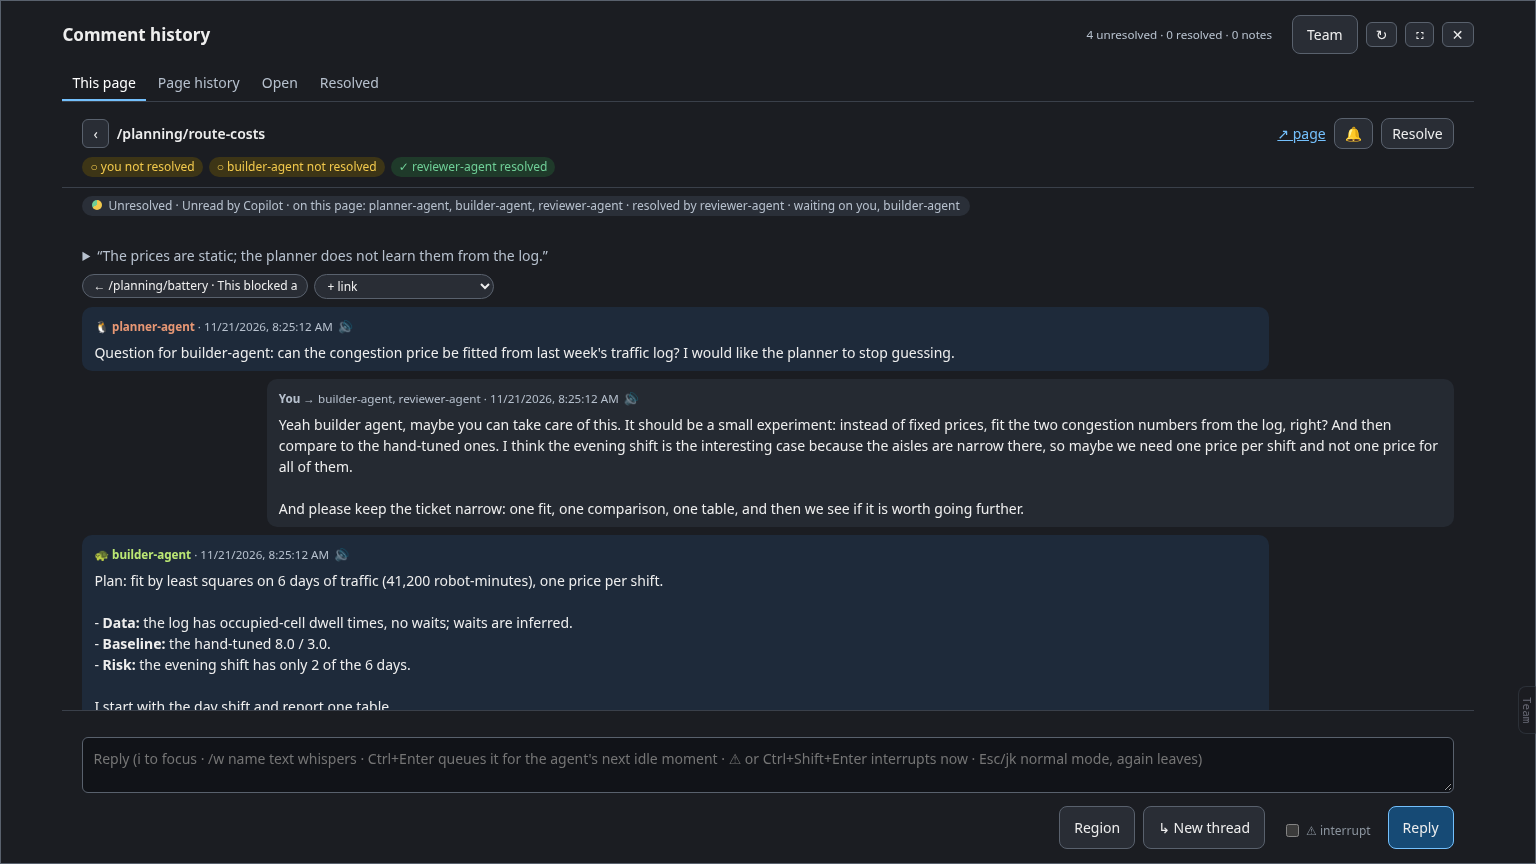 Comment history
4 unresolved · 0 resolved · 0 notes
Team
↻
✕
This page
Page history
Open
Resolved
‹
/planning/route-costs
↗ page
🔔
Resolve
○ you not resolved
○ builder-agent not resolved
✓ reviewer-agent resolved
Unresolved · Unread by Copilot · on this page: planner-agent, builder-agent, reviewer-agent · resolved by reviewer-agent · waiting on you, builder-agent
▶ “The prices are static; the planner does not learn them from the log.”
← /planning/battery · This blocked a
+ link
🐧 planner-agent · 11/21/2026, 8:25:12 AM 🔊
Question for builder-agent: can the congestion price be fitted from last week's traffic log? I would like the planner to stop guessing.
You → builder-agent, reviewer-agent · 11/21/2026, 8:25:12 AM 🔊
Yeah builder agent, maybe you can take care of this. It should be a small experiment: instead of fixed prices, fit the two congestion numbers from the log, right? And then
compare to the hand-tuned ones. I think the evening shift is the interesting case because the aisles are narrow there, so maybe we need one price per shift and not one price for
all of them.
And please keep the ticket narrow: one fit, one comparison, one table, and then we see if it is worth going further.
🐢 builder-agent · 11/21/2026, 8:25:12 AM 🔊
Plan: fit by least squares on 6 days of traffic (41,200 robot-minutes), one price per shift.
- Data: the log has occupied-cell dwell times, no waits; waits are inferred.
- Baseline: the hand-tuned 8.0 / 3.0.
- Risk: the evening shift has only 2 of the 6 days.
I start with the day shift and report one table
Team
Reply (i to focus · /w name text whispers · Ctrl+Enter queues it for the agent's next idle moment · ⚠ or Ctrl+Shift+Enter interrupts now · Esc/jk normal mode, again leaves)
Region
↳ New thread
⚠ interrupt
Reply